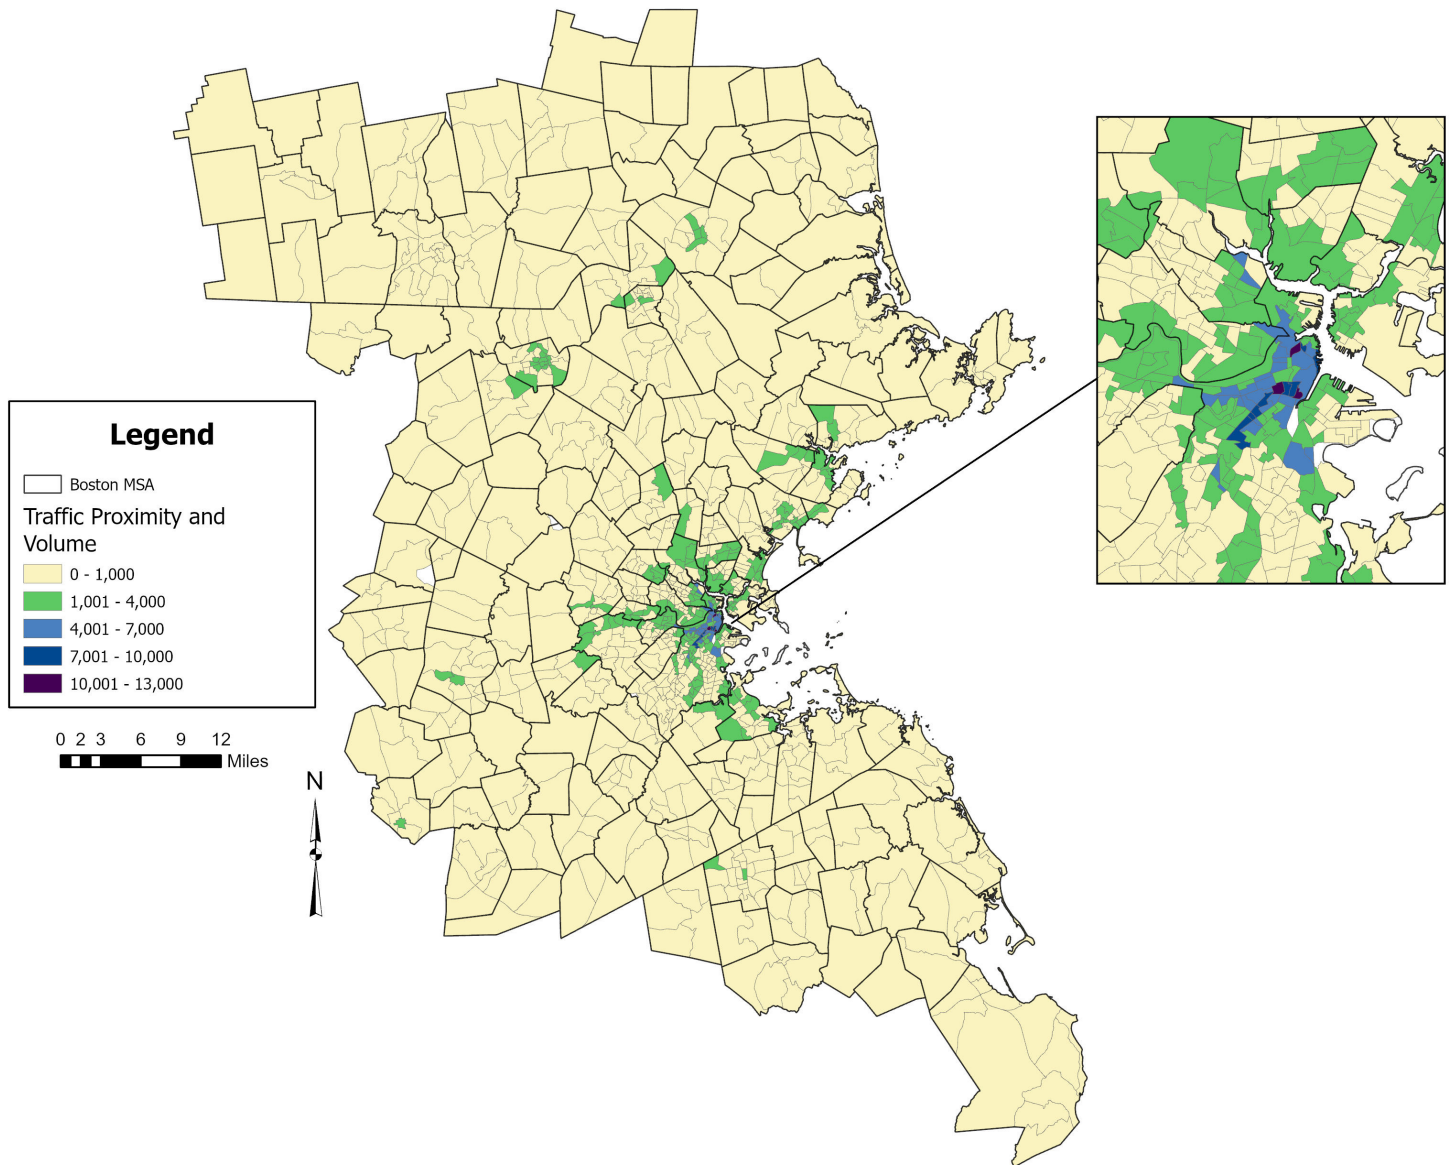 Legend
Boston MSA
Traffic Proximity and
Volume
0 - 1,000
1,001 - 4,000
4,001 - 7,000
7,001 - 10,000
10,001 - 13,000
0 2 3 6 9 12
Miles
N